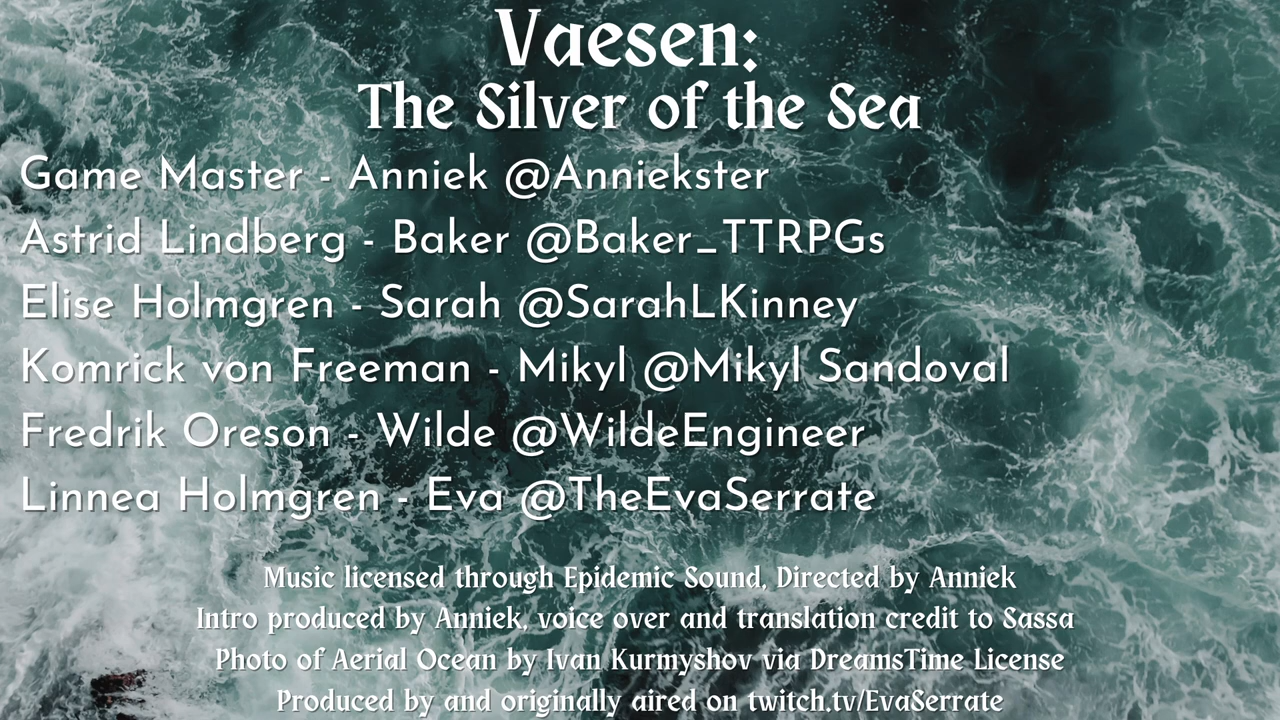 Vaesen:
The Silver of the Sea
Game Master - Anniek @Anniekster
Astrid Lindberg - Baker @Baker_TTRPGs
Elise Holmgren - Sarah @SarahLKinney
Komrick von Freeman - Mikyl @Mikyl Sandoval
Fredrik Oreson - Wilde @WildeEngineer
Linnea Holmgren - Eva @TheEvaSerrate
Music licensed through Epidemic Sound, Directed by Anniek
Intro produced by Anniek, voice over and translation credit to Sassa
Photo of Aerial Ocean by Ivan Kurmyshov via DreamsTime License
Produced by and originally aired on twitch.tv/EvaSerrate